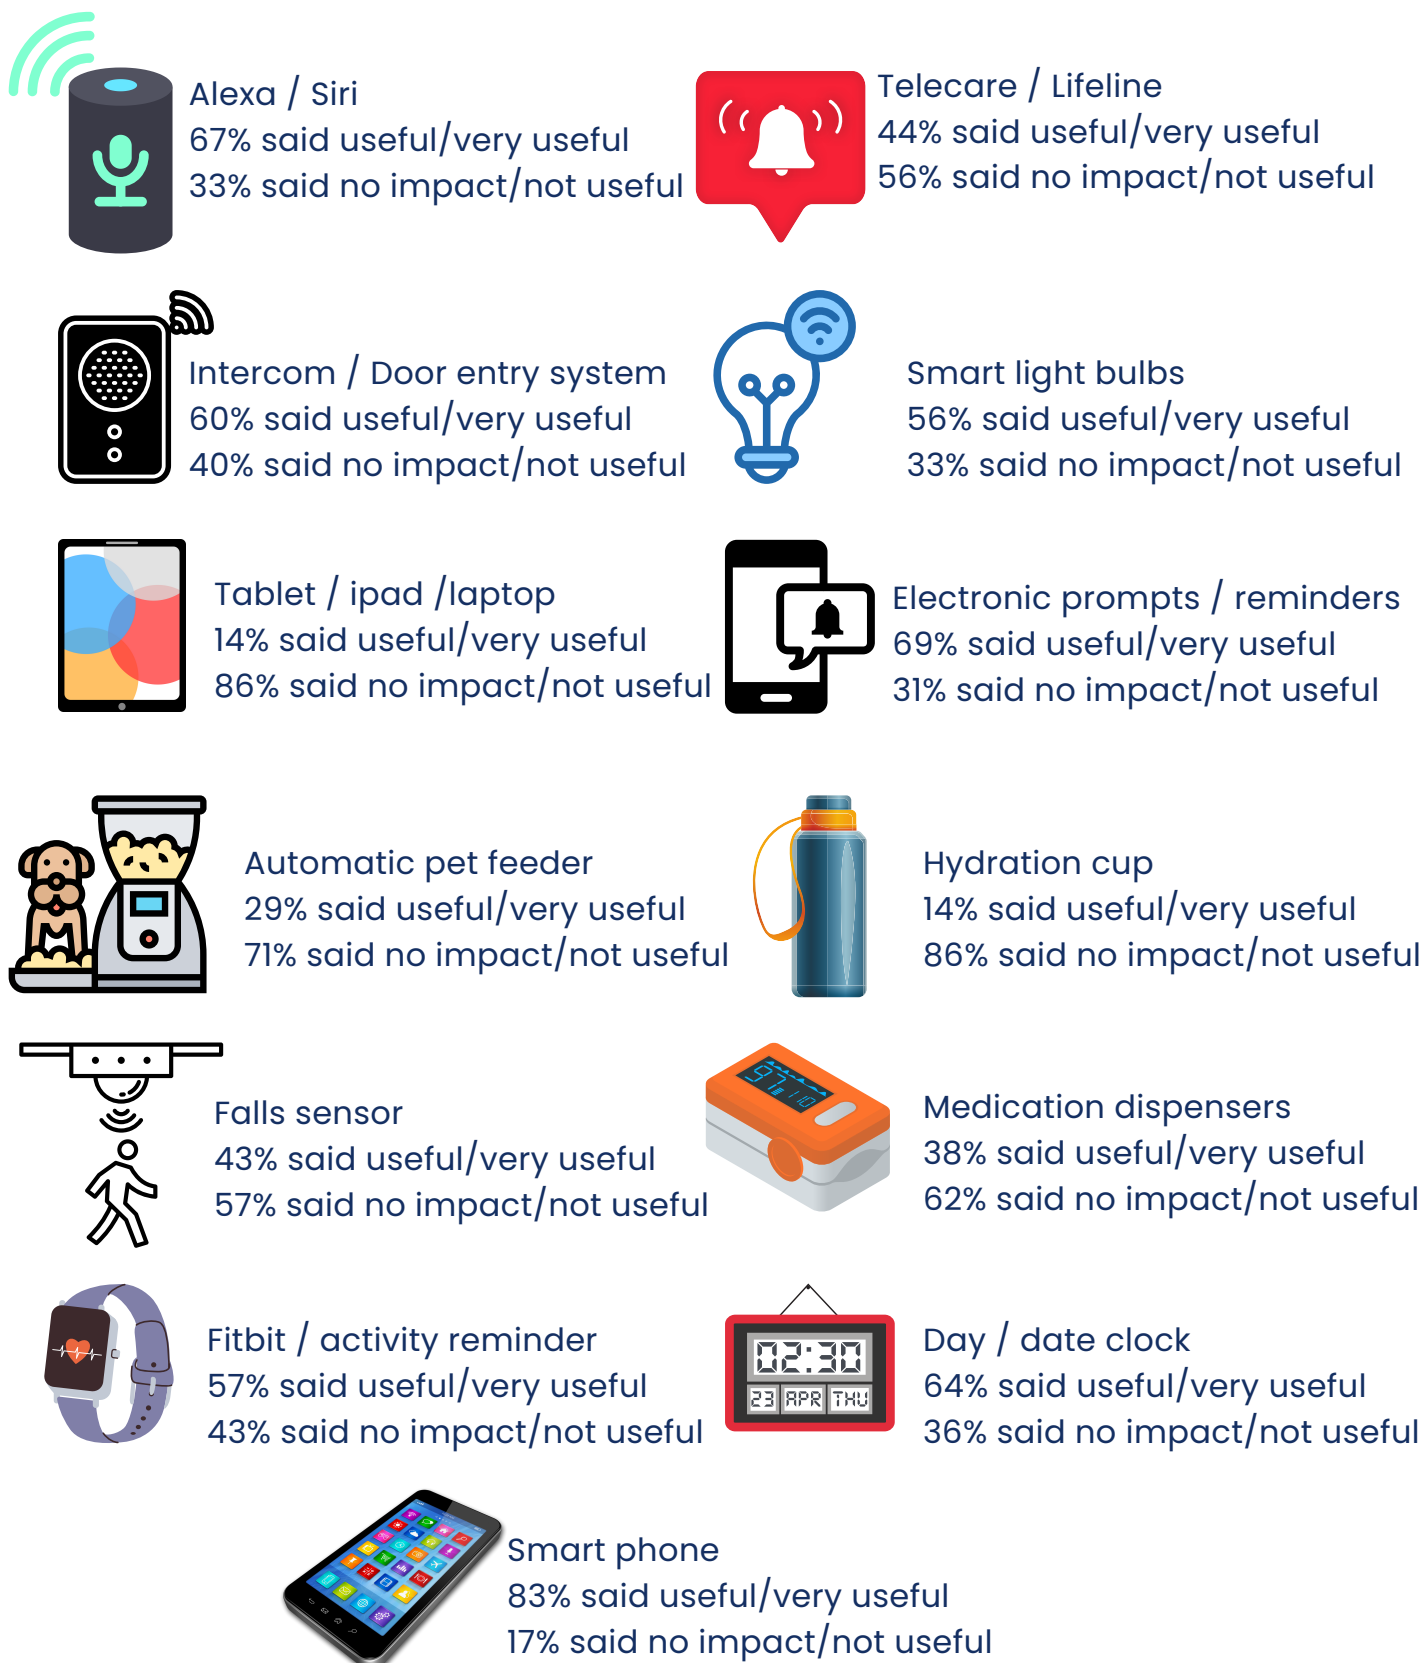 Alexa / Siri
67% said useful/very useful
33% said no impact/not useful
Telecare / Lifeline
44% said useful/very useful
56% said no impact/not useful
Intercom / Door entry system
60% said useful/very useful
40% said no impact/not useful
Smart light bulbs
56% said useful/very useful
33% said no impact/not useful
Tablet / ipad /laptop
14% said useful/very useful
86% said no impact/not useful
Electronic prompts / reminders
69% said useful/very useful
31% said no impact/not useful
Automatic pet feeder
29% said useful/very useful
71% said no impact/not useful
Hydration cup
14% said useful/very useful
86% said no impact/not useful
Falls sensor
43% said useful/very useful
57% said no impact/not useful
97
110
Medication dispensers
38% said useful/very useful
62% said no impact/not useful
Fitbit / activity reminder
57% said useful/very useful
43% said no impact/not useful
02:30
23 APR THU
Day / date clock
64% said useful/very useful
36% said no impact/not useful
Smart phone
83% said useful/very useful
17% said no impact/not useful